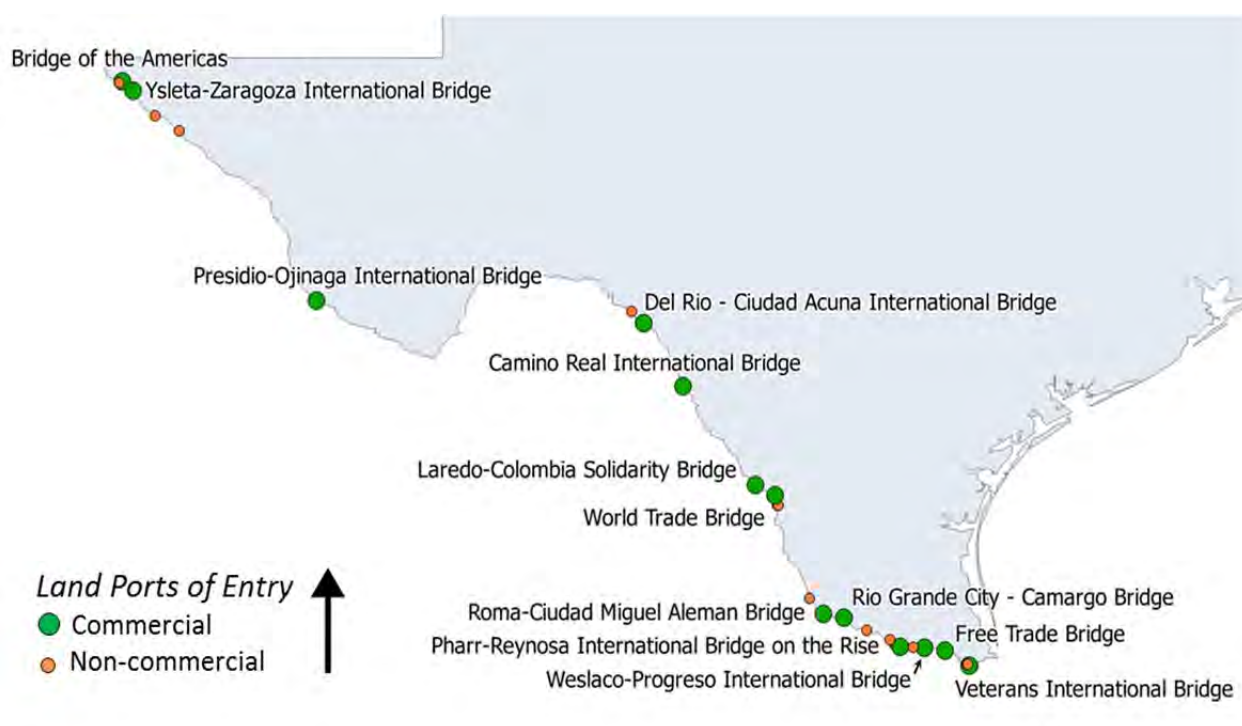 Bridge of the Americas
Ysleta-Zaragoza International Bridge
Presidio-Ojinaga International Bridge
Del Rio - Ciudad Acuna International Bridge
Camino Real International Bridge
Laredo-Colombia Solidarity Bridge
World Trade Bridge
Rio Grande City - Camargo Bridge
Roma-Ciudad Miguel Aleman Bridge
Free Trade Bridge
Pharr-Reynosa International Bridge on the Rise
Weslaco-Progreso International Bridge
Veterans International Bridge
Land Ports of Entry
Commercial
Non-commercial